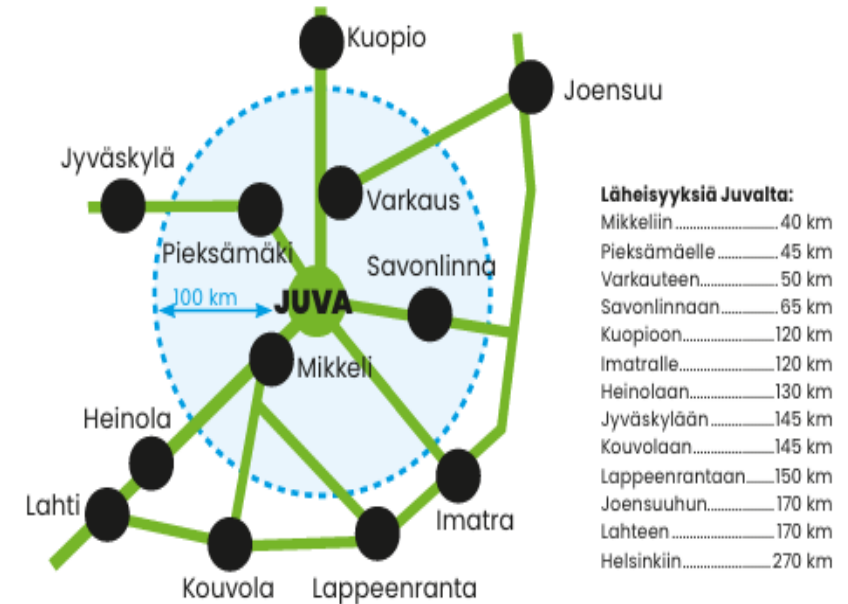 Kuopio
Joensuu
Jyväskylä
Varkaus
Pieksämäki
Savonlinna
100 km
JUVA
Mikkeli
Heinola
Lahti
Imatra
Kouvola
Lappeenranta
Läheisyyksiä Juvalta:
Mikkeliin.....................40 km
Pieksämäelle.............45 km
Varkauteen................50 km
Savonlinnaan............65 km
Kuopioon...................120 km
Imatralle....................120 km
Heinolaan..................130 km
Jyväskylään...............145 km
Kouvolaan..................145 km
Lappeenrantaan......150 km
Joensuuhun..............170 km
Lahteen.....................170 km
Helsinkiin...................270 km